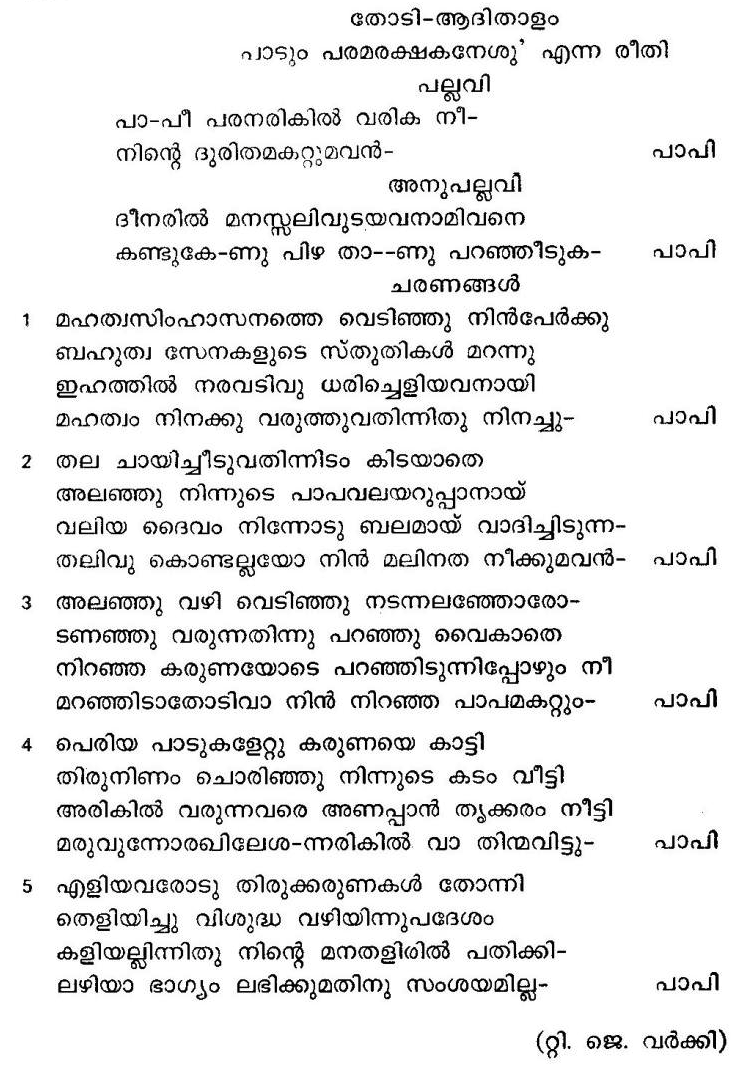 തോടി-ആദിതാളം
പാടും പരമരക്ഷകനേശു' എന്ന രീതി
പല്ലവി
പാ-പീ പരനരികിൽ വരിക നീ-
നിന്റെ ദുരിതമകറ്റുമവൻ- പാപി
അനുപല്ലവി
ദീനരിൽ മനസ്സലിവുടയവനാമിവനെ
കണ്ടുകേ-ണു പിഴ താ--ണു പറഞ്ഞീടുക- പാപി
ചരണങ്ങൾ
1 മഹത്വസിംഹാസനത്തെ വെടിഞ്ഞു നിൻപേർക്കു
ബഹുത്വ സേനകളുടെ സ്തുതികൾ മറന്നു
ഇഹത്തിൽ നരവടിവു ധരിച്ചെളിയവനായി
മഹത്വം നിനക്കു വരുത്തുവതിന്നിതു നിനച്ചു- പാപി
2 തല ചായിച്ചീടുവതിന്നിടം കിടയാതെ
അലഞ്ഞു നിന്നുടെ പാപവലയറുപ്പാനായ്
വലിയ ദൈവം നിന്നോടു ബലമായ് വാദിച്ചിടുന്ന-
തലിവു കൊണ്ടല്ലയോ നിൻ മലിനത നീക്കുമവൻ- പാപി
3 അലഞ്ഞു വഴി വെടിഞ്ഞു നടന്നലഞ്ഞോരോ-
ടണഞ്ഞു വരുന്നതിന്നു പറഞ്ഞു വൈകാതെ
നിറഞ്ഞ കരുണയോടെ പറഞ്ഞിടുന്നിപ്പോഴും നീ
മറഞ്ഞിടാതോടിവാ നിൻ നിറഞ്ഞ പാപമകറ്റും- പാപി
4 പെരിയ പാടുകളേറ്റു കരുണയെ കാട്ടി
തിരുനിണം ചൊരിഞ്ഞു നിന്നുടെ കടം വീട്ടി
അരികിൽ വരുന്നവരെ അണപ്പാൻ തൃക്കരം നീട്ടി
മരുവുന്നോരഖിലേശ-ന്നരികിൽ വാ തിന്മവിട്ടു- പാപി
5 എളിയവരോടു തിരുക്കരുണകൾ തോന്നി
തെളിയിച്ചു വിശുദ്ധ വഴിയിന്നുപദേശം
കളിയല്ലിന്നിതു നിന്റെ മനതളിരിൽ പതിക്കി-
ലഴിയാ ഭാഗ്യം ലഭിക്കുമതിനു സംശയമില്ല- പാപി
(റ്റി. ജെ. വർക്കി)